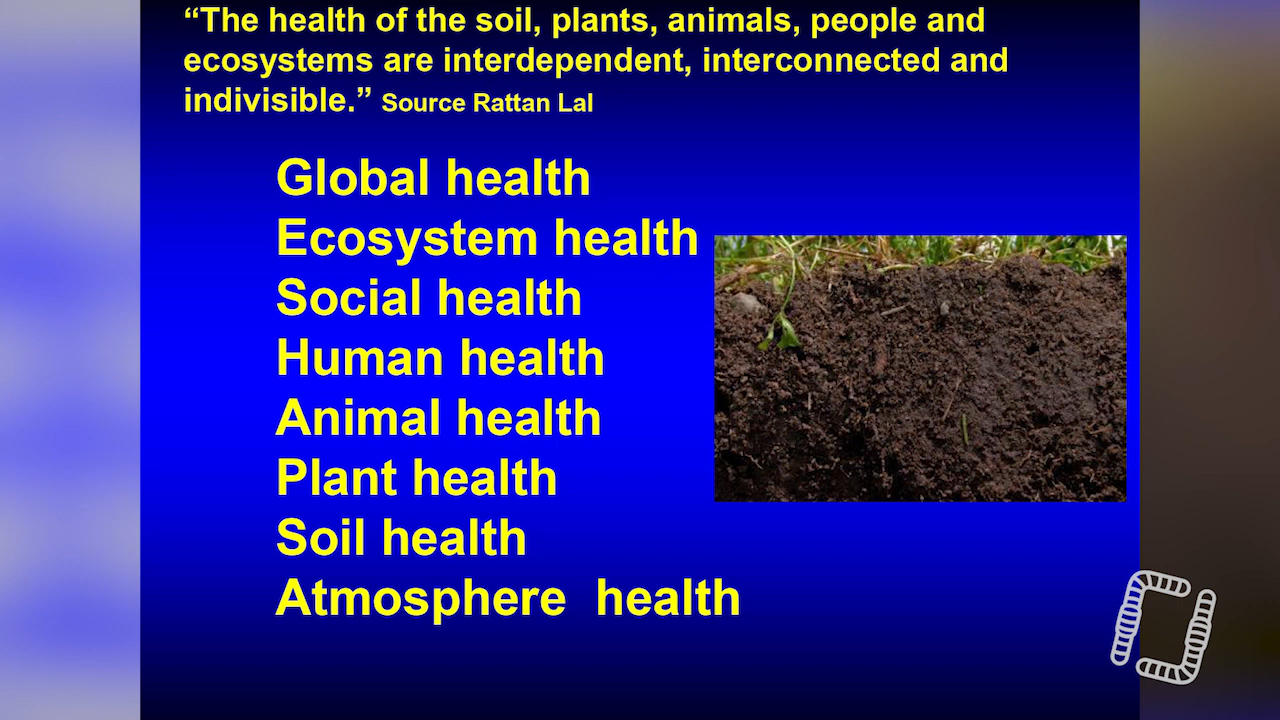 “The health of the soil, plants, animals, people and
ecosystems are interdependent, interconnected and
indivisible.” Source Rattan Lal
Global health
Ecosystem health
Social health
Human health
Animal health
Plant health
Soil health
Atmosphere  health